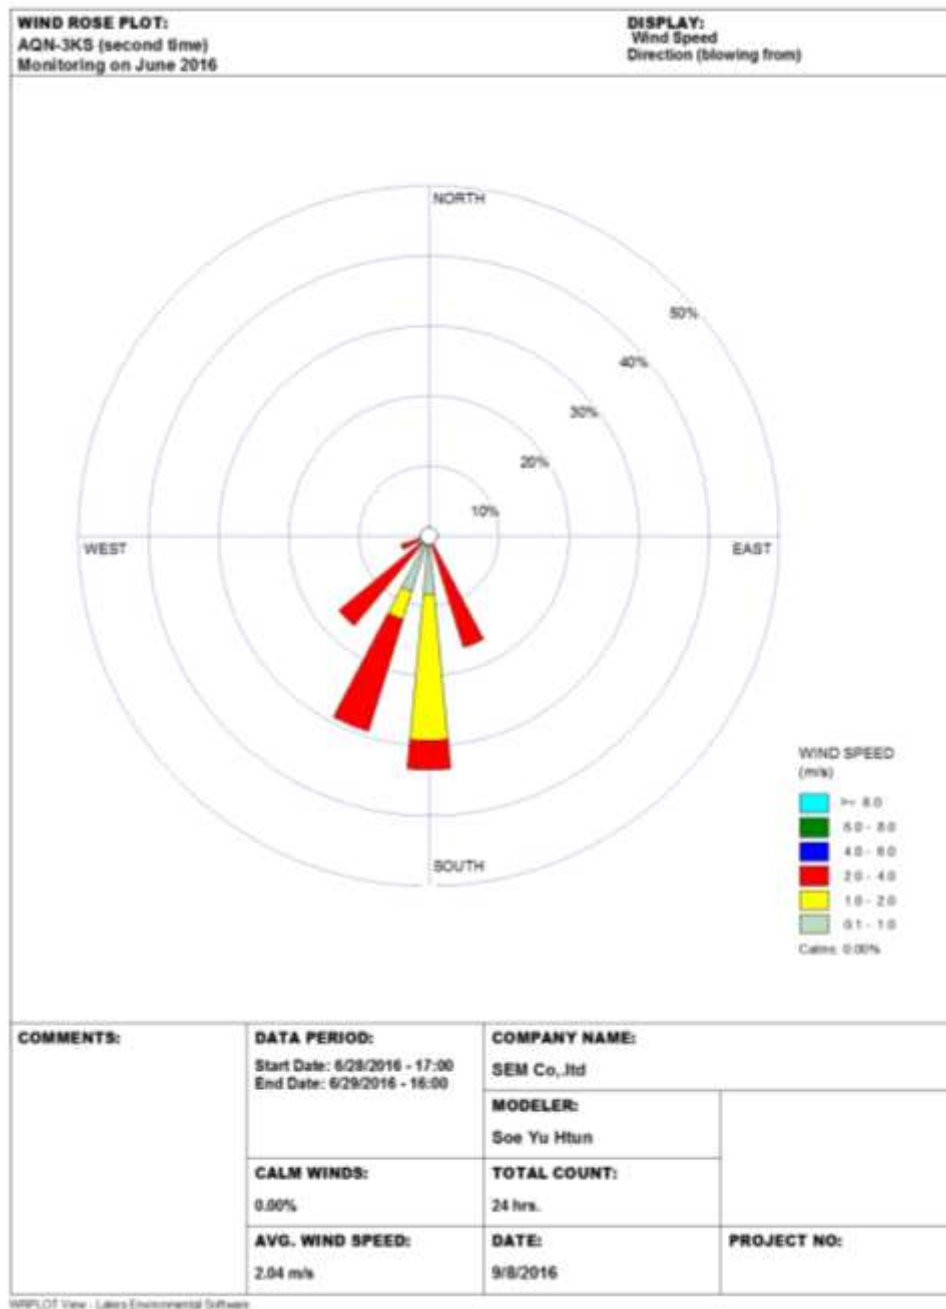 WIND ROSE PLOT:
AQN-3KS (second time)
Monitoring on June 2016
DISPLAY:
Wind Speed
Direction (blowing from)
NORTH
50%
40%
30%
20%
10%
WEST
EAST
SOUTH
WIND SPEED
(m/s)
>= 8.0
6.0 - 8.0
4.0 - 6.0
2.0 - 4.0
1.0 - 2.0
0.1 - 1.0
Calms: 0.00%
COMMENTS:
DATA PERIOD:
Start Date: 6/28/2016 - 17:00
End Date: 6/29/2016 - 16:00
COMPANY NAME:
SEM Co,.ltd
MODELER:
Soe Yu Htun
CALM WINDS:
0.00%
TOTAL COUNT:
24 hrs.
AVG. WIND SPEED:
2.04 m/s
DATE:
9/8/2016
PROJECT NO:
WRPLOT View - Lakes Environmental Software